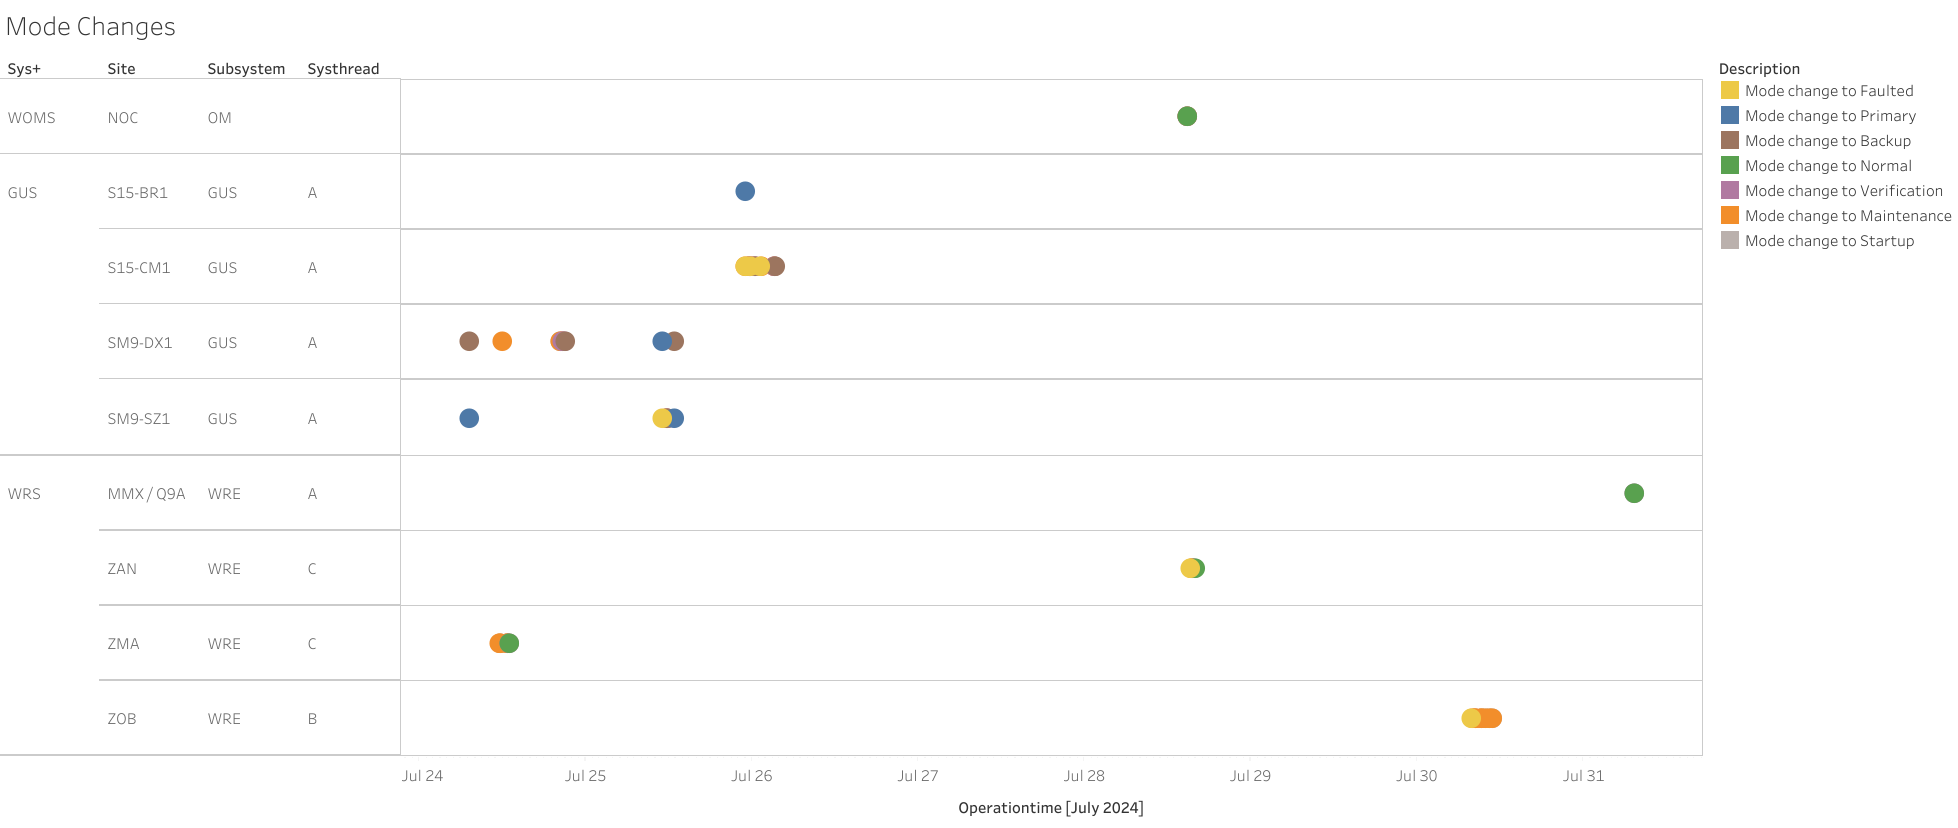 Mode Changes
Sys+ Site Subsystem Systhread
Description
Mode change to Faulted
Mode change to Primary
Mode change to Backup
Mode change to Normal
Mode change to Verification
Mode change to Maintenance
Mode change to Startup
WOMS NOC OM
GUS S15-BR1 GUS A
S15-CM1 GUS A
SM9-DX1 GUS A
SM9-SZ1 GUS A
WRS MMX / Q9A WRE A
ZAN WRE C
ZMA WRE C
ZOB WRE B
Jul 24 Jul 25 Jul 26 Jul 27 Jul 28 Jul 29 Jul 30 Jul 31
Operationtime [July 2024]